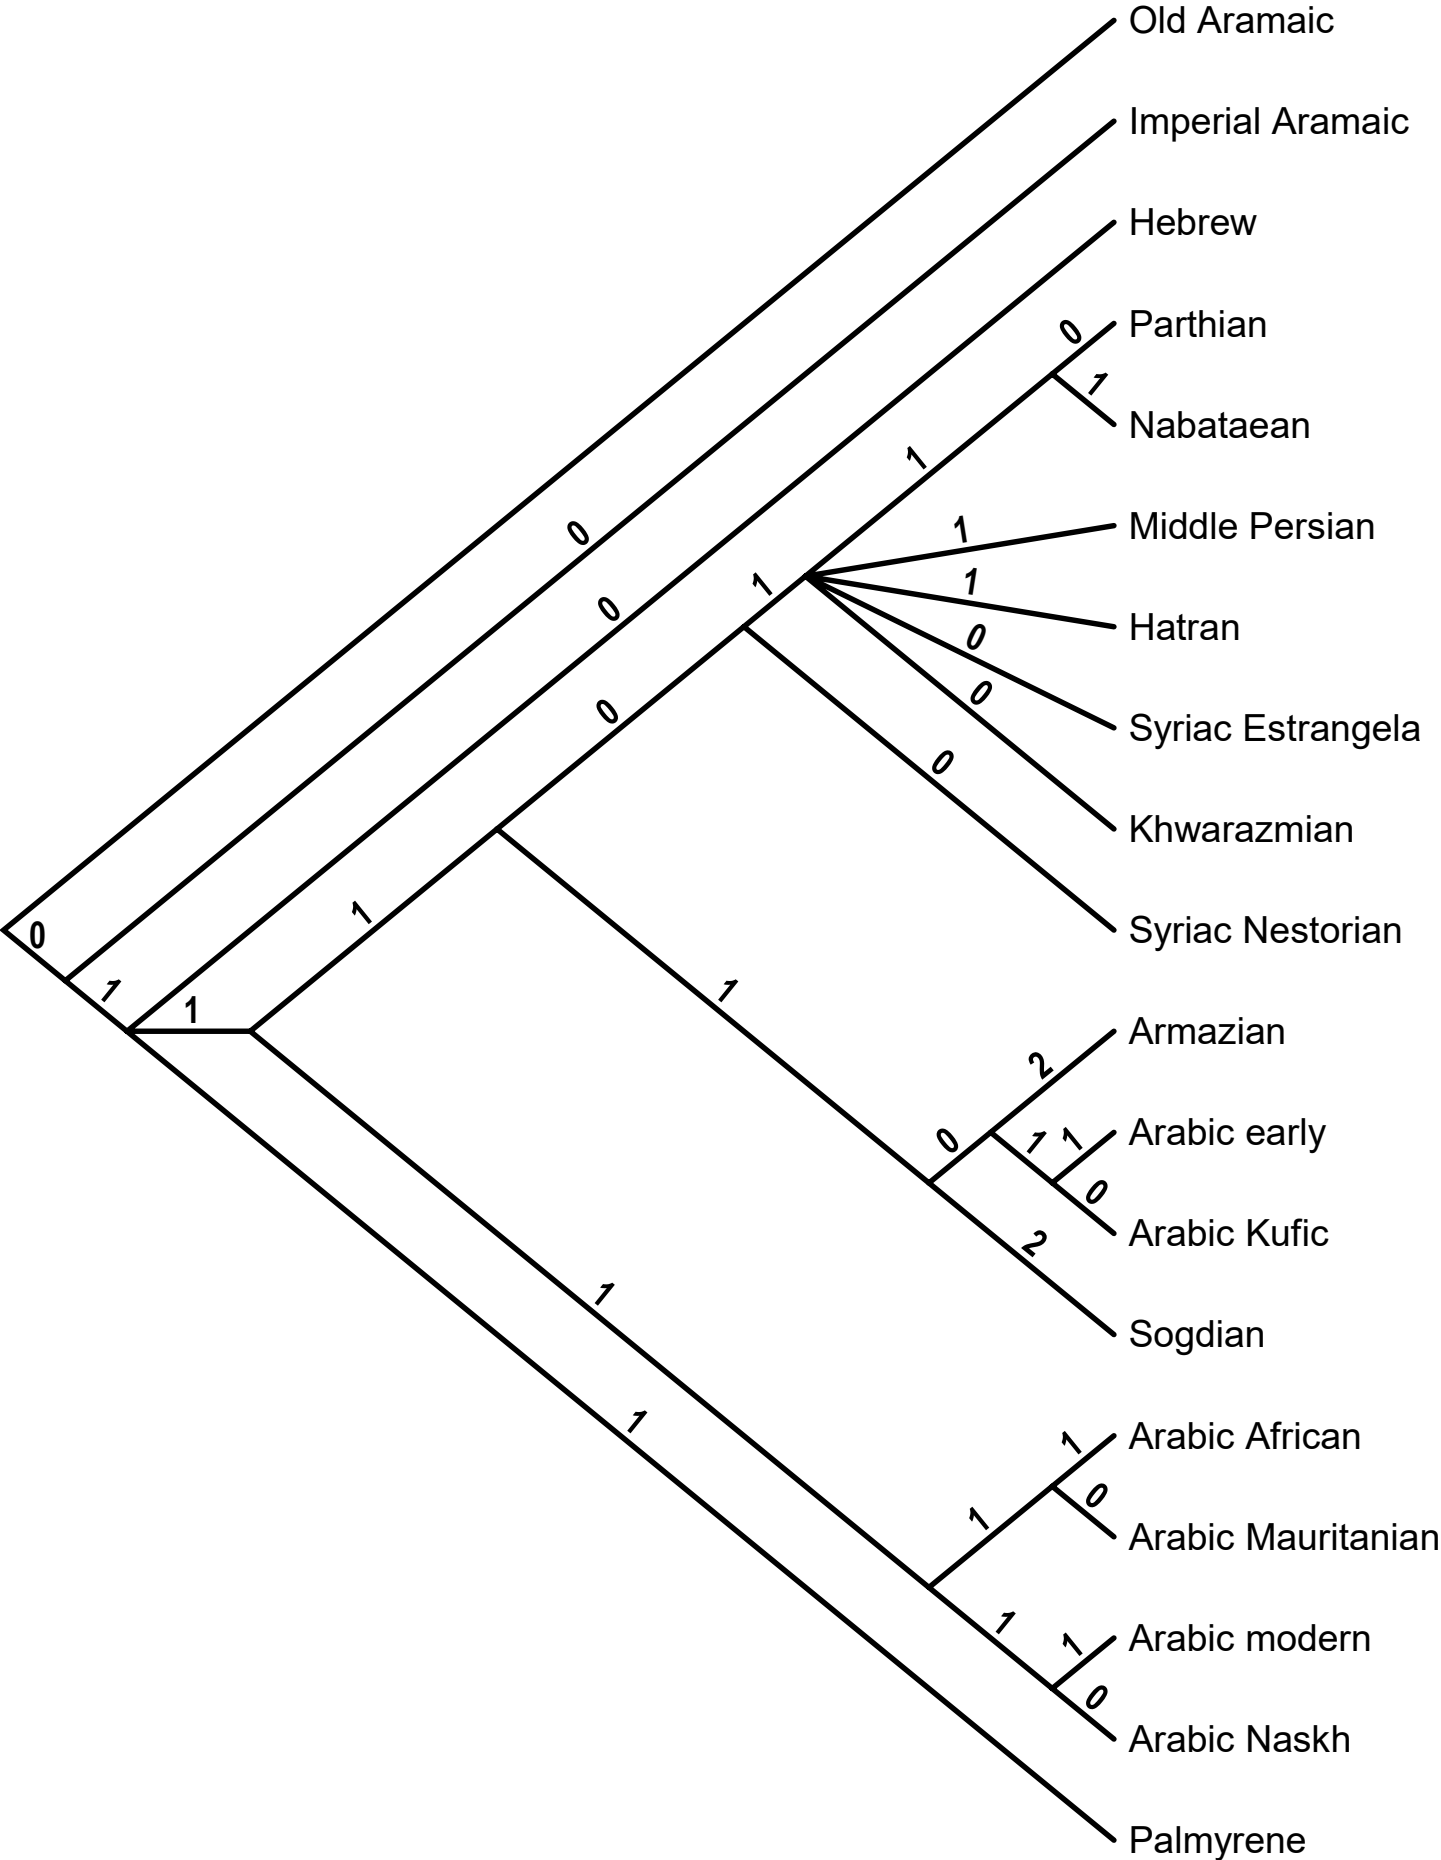 Old Aramaic
Imperial Aramaic
Hebrew
0
Parthian
1
Nabataean
1
1
Middle Persian
0
1
1
Hatran
0
0
Syriac Estrangela
0
0
Khwarazmian
0
1
0
Syriac Nestorian
1
1
1
Armazian
2
0
1
1
Arabic early
0
Arabic Kufic
2
1
Sogdian
1
1
Arabic African
0
1
Arabic Mauritanian
1
1
Arabic modern
0
Arabic Naskh
Palmyrene